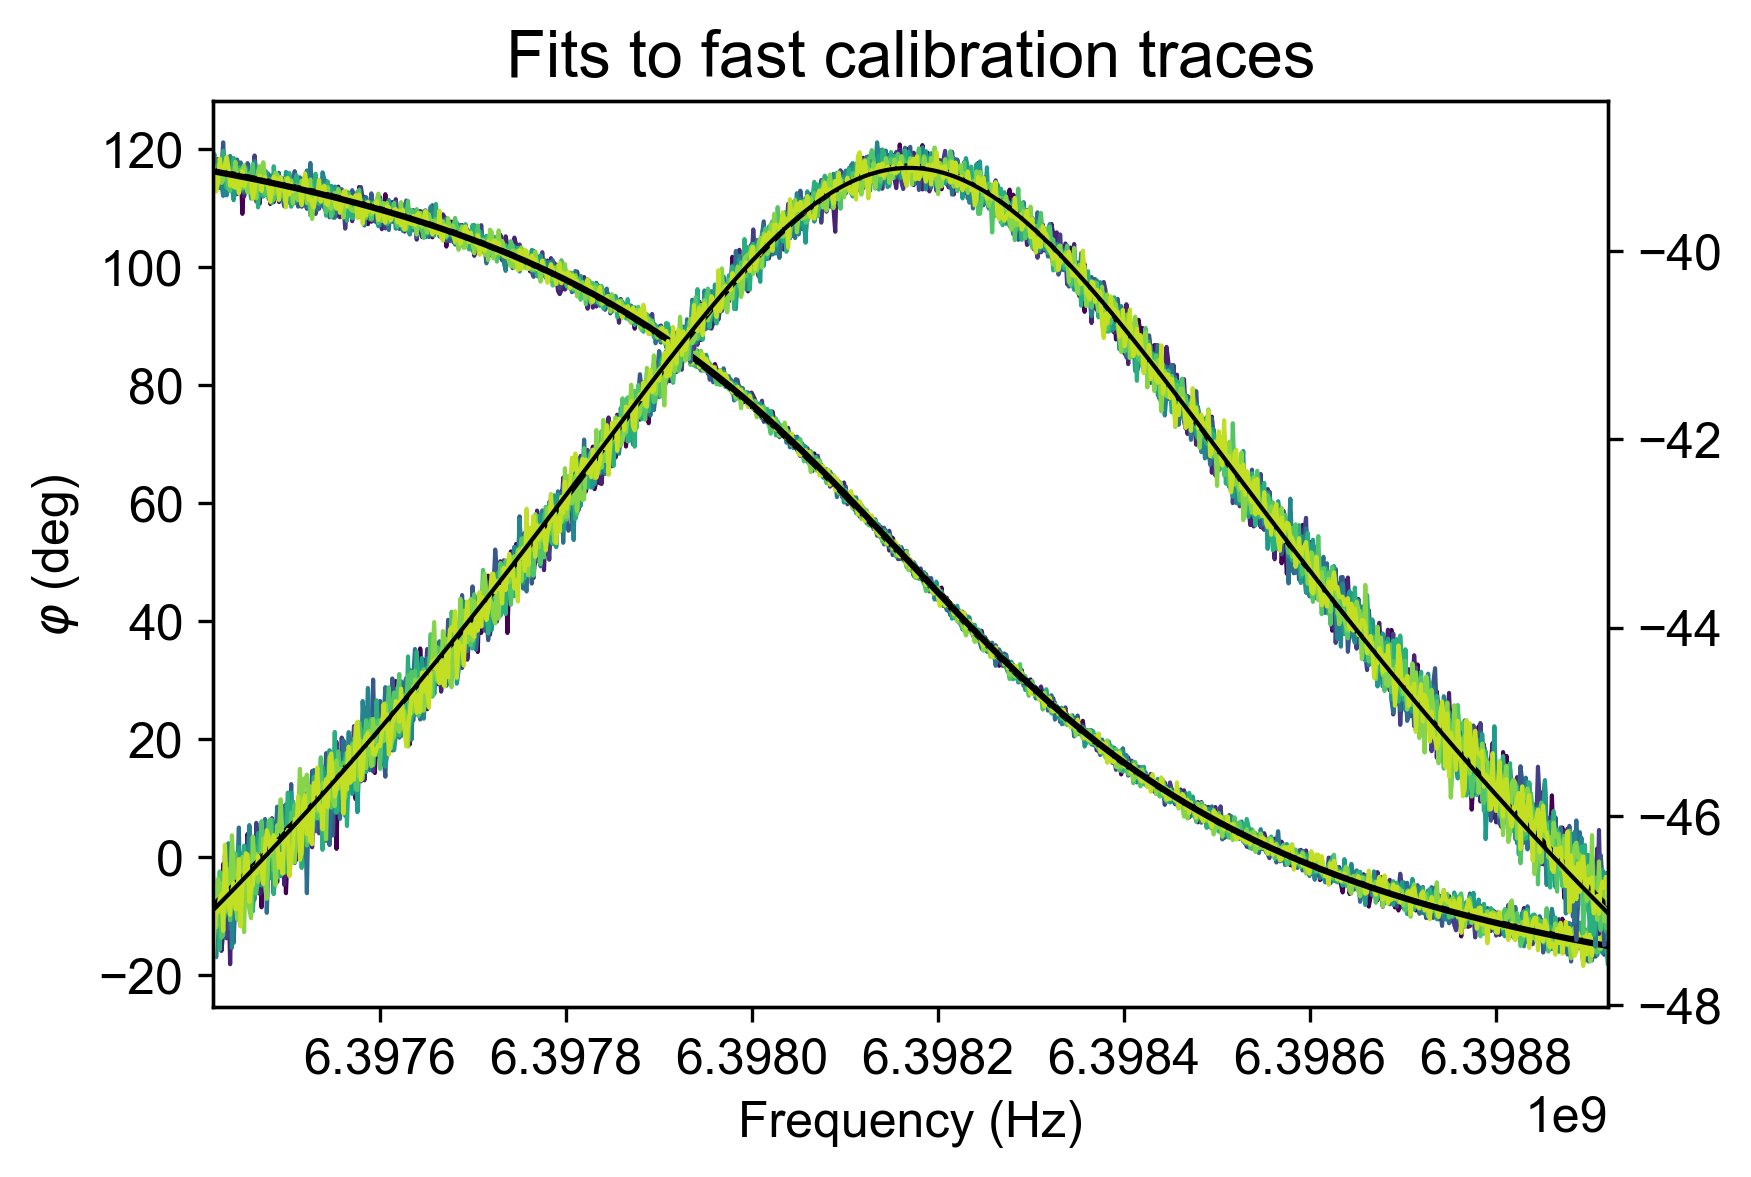 Fits to fast calibration traces
120
100
80
60
40
20
0
−20
φ (deg)
−40
−42
−44
−46
−48
6.3976 6.3978 6.3980 6.3982 6.3984 6.3986 6.3988
1e9
Frequency (Hz)